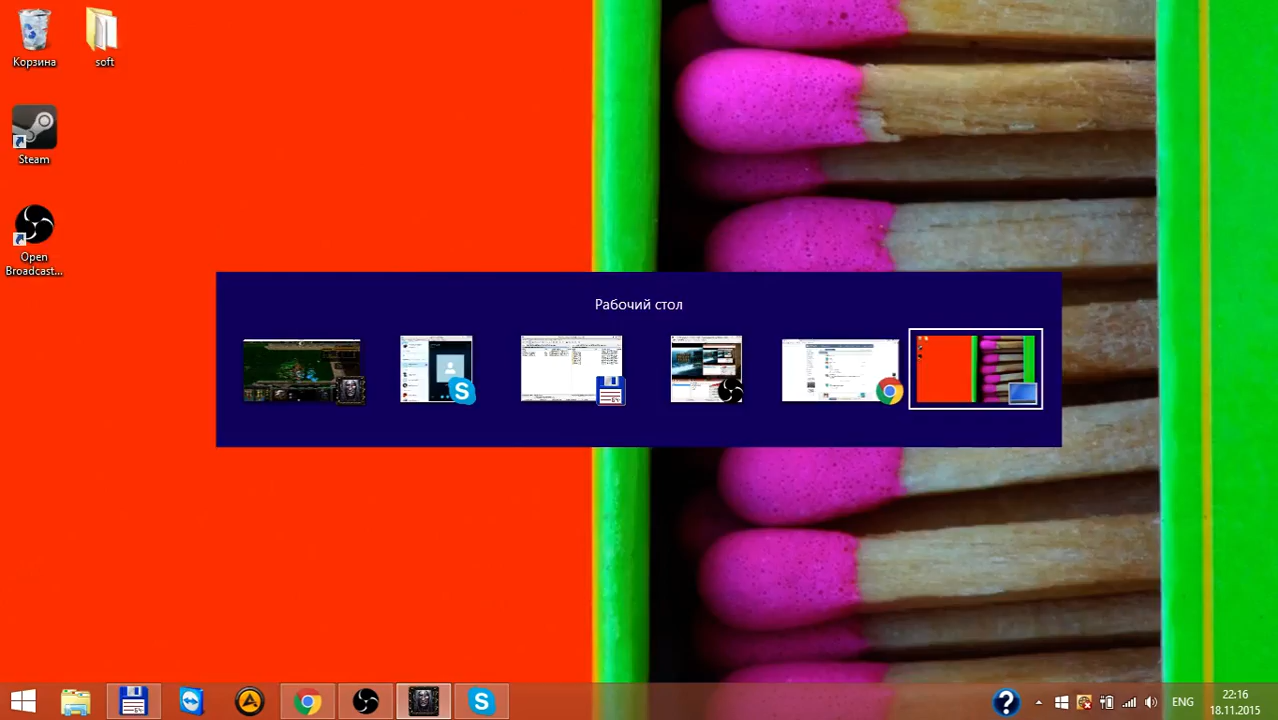 Корзина
soft
Steam
Open
Broadcast...
Рабочий стол
ENG
22:16
18.11.2015